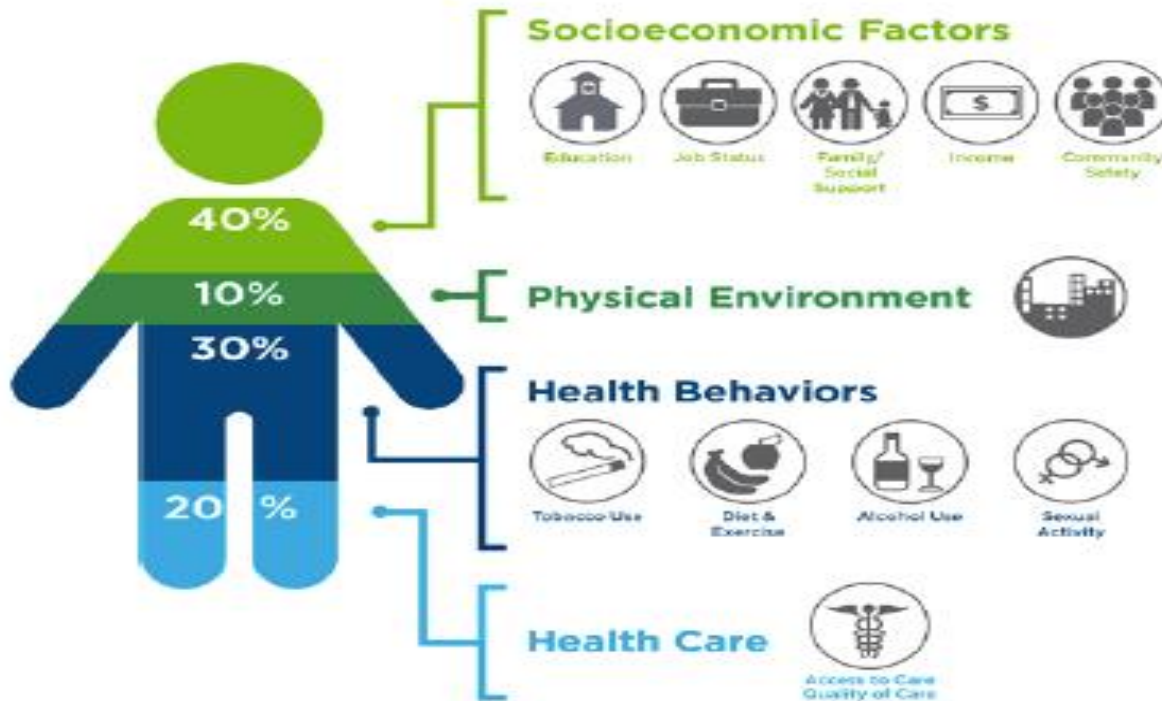 Socioeconomic Factors
Education
Job Status
Family/
Social
Support
Income
Community
Safety
40%
10%
Physical Environment
30%
Health Behaviors
Tobacco Use
Diet &
Exercise
Alcohol Use
Sexual
Activity
20 %
Health Care
Access to Care
Quality of Care